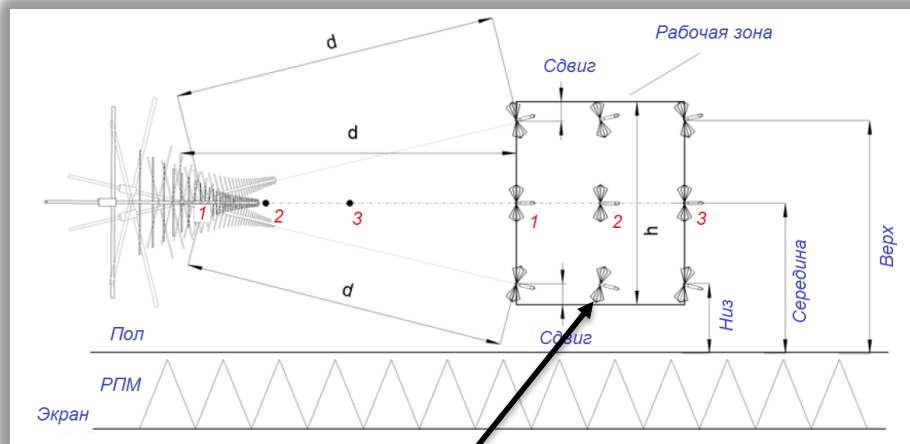 d
Рабочая зона
Сдвиг
d
1
2
3
1
2
3
h
d
Низ
Середина
Верх
Сдвиг
Пол
РПМ
Экран